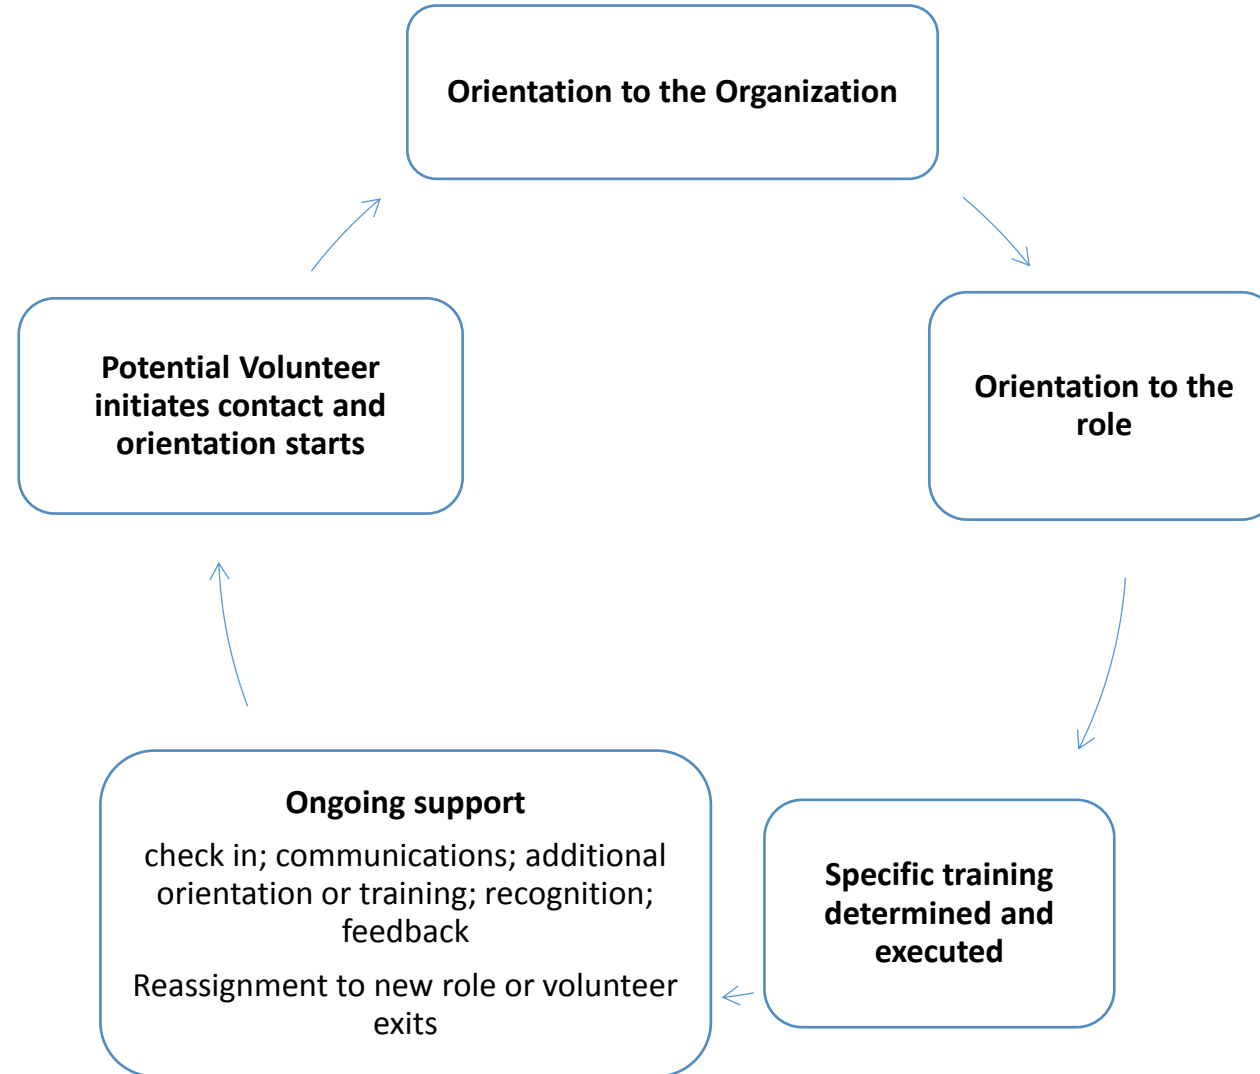 Orientation to the Organization
Potential Volunteer
initiates contact and
orientation starts
Orientation to the
role
Ongoing support
check in; communications; additional
orientation or training; recognition;
feedback
Reassignment to new role or volunteer
exits
Specific training
determined and
executed